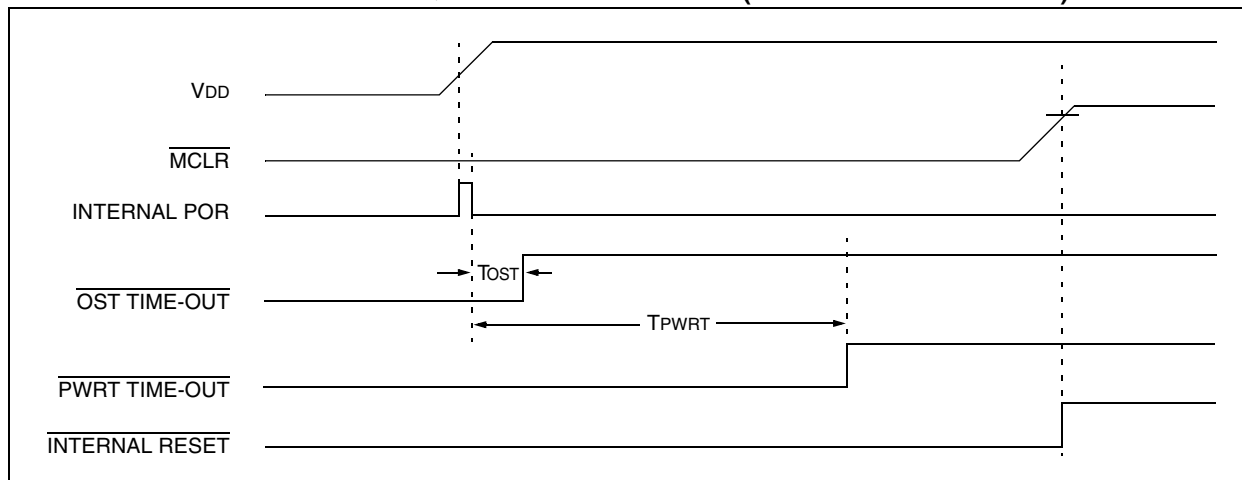 VDD
MCLR
INTERNAL POR
TOST
OST TIME-OUT
TPWRT
PWRT TIME-OUT
INTERNAL RESET